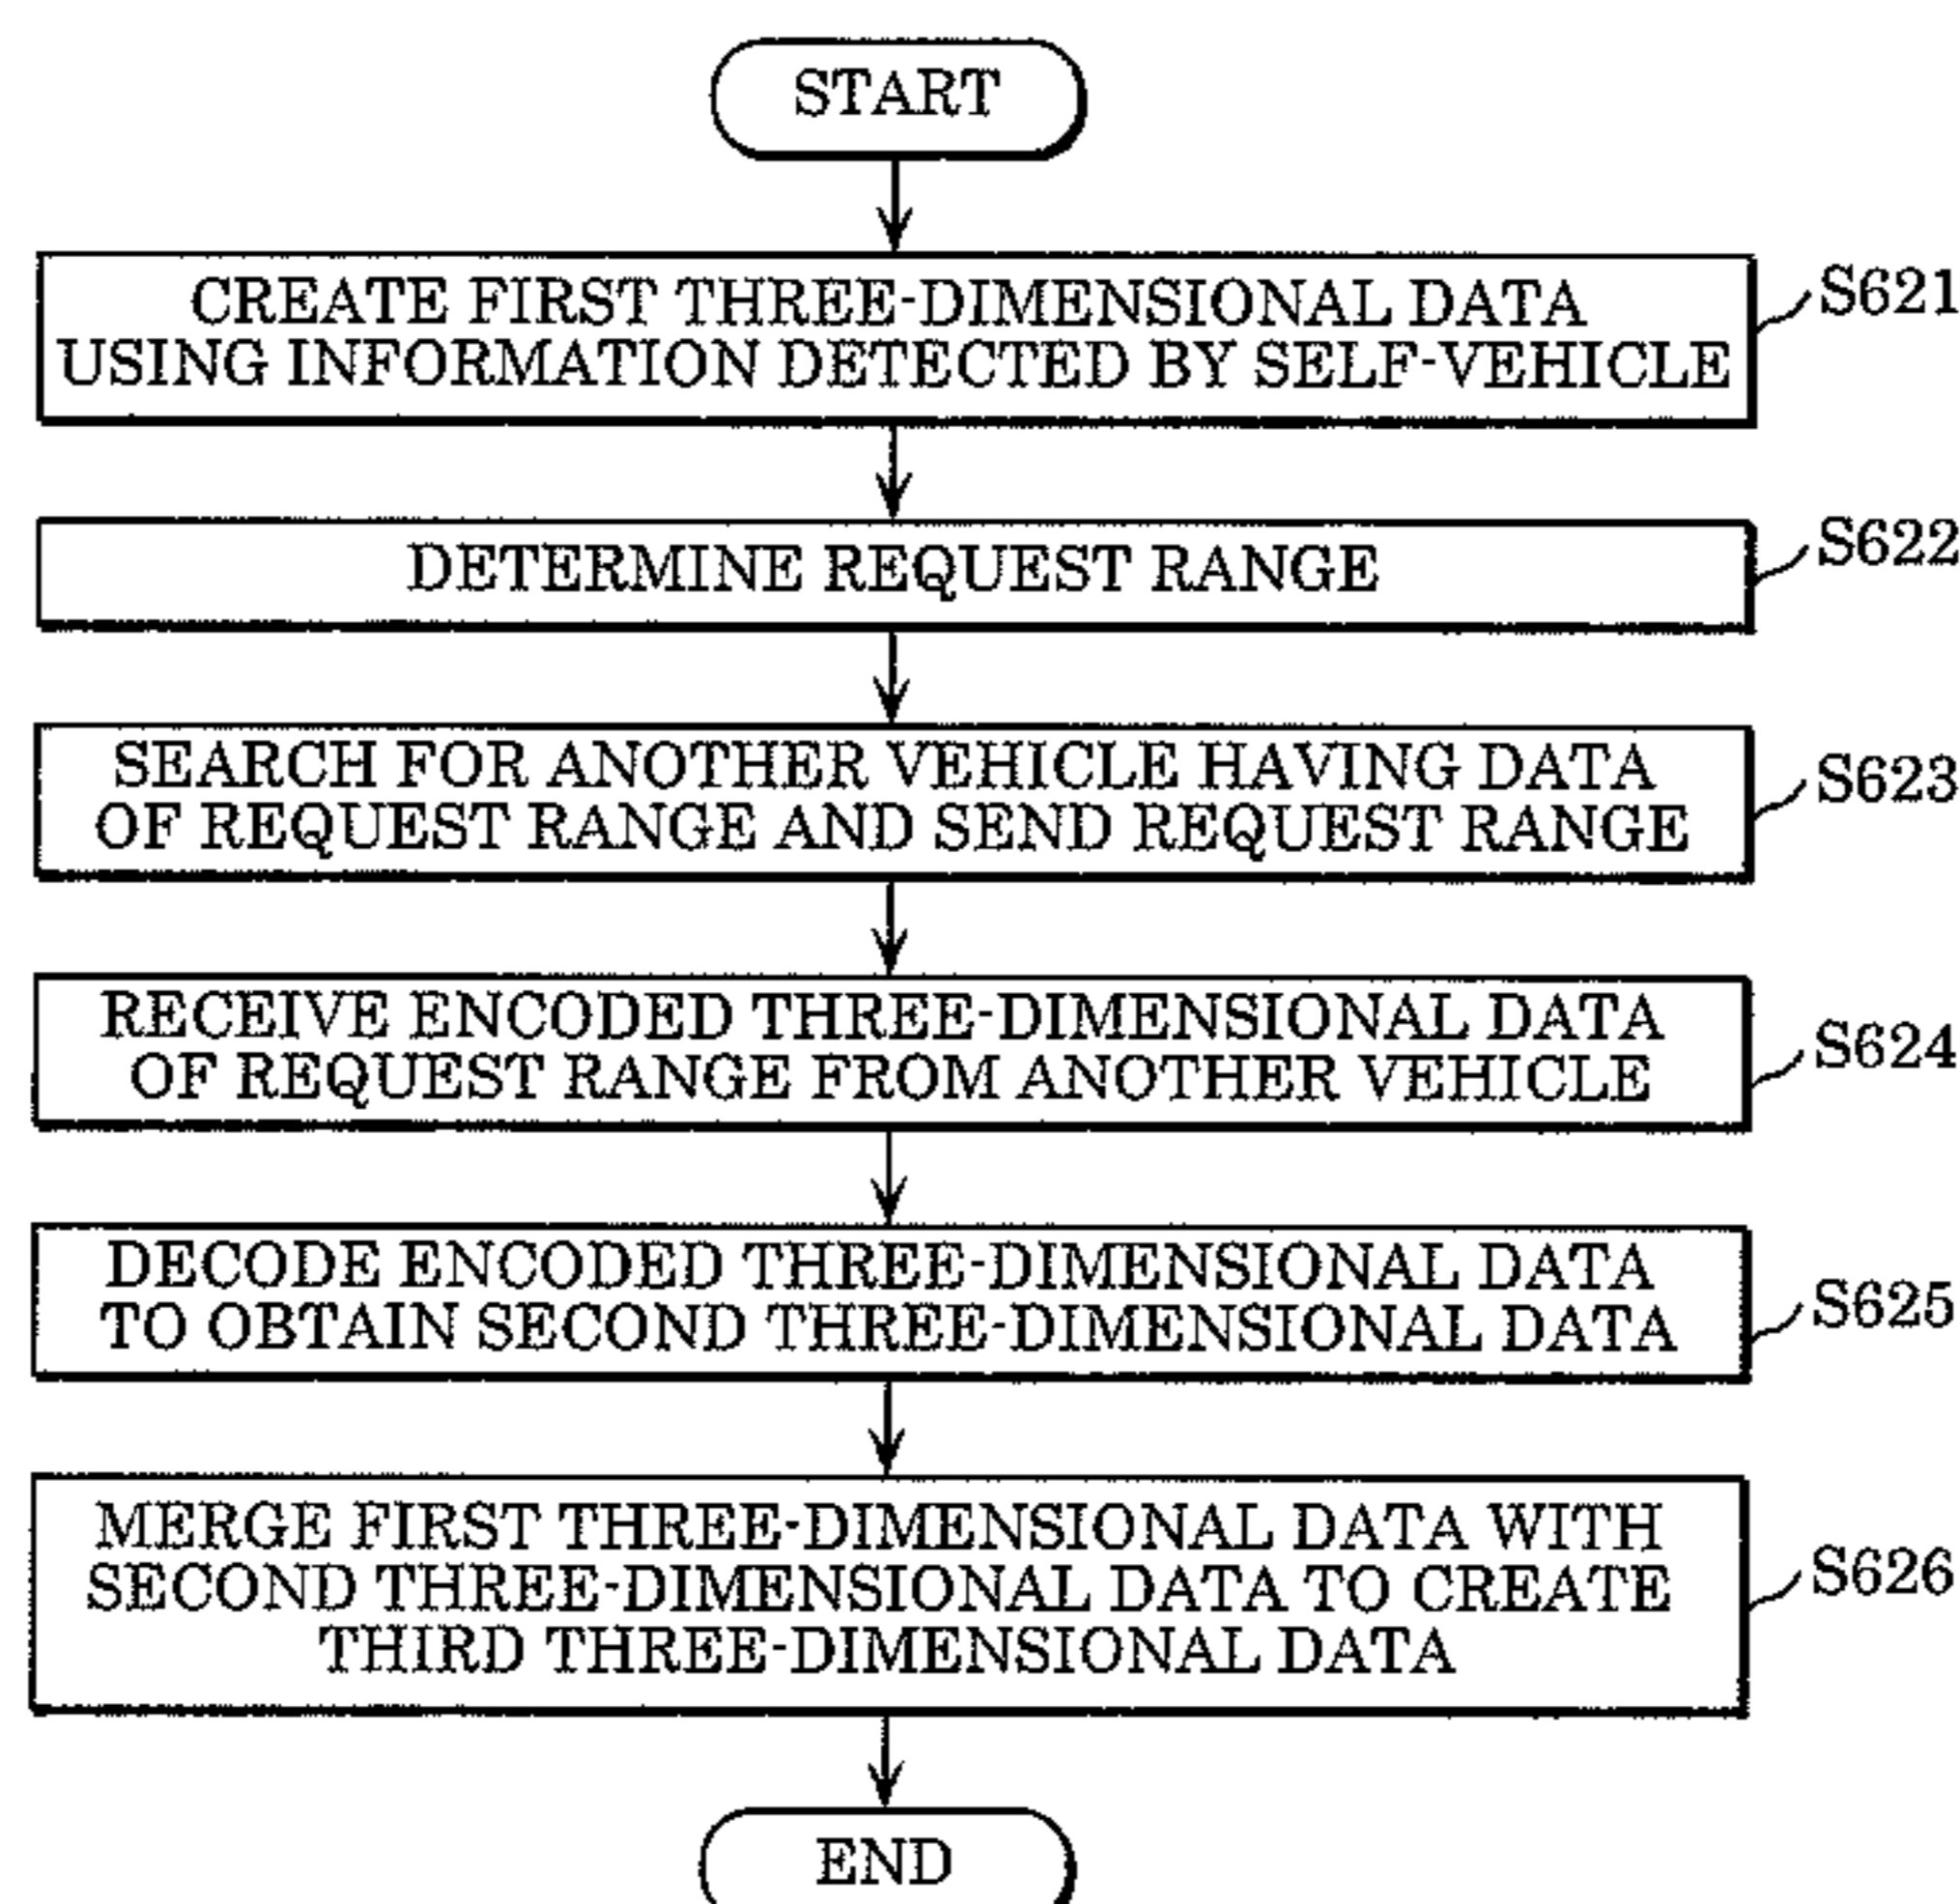 START
CREATE FIRST THREE-DIMENSIONAL DATA
USING INFORMATION DETECTED BY SELF-VEHICLE
S621
DETERMINE REQUEST RANGE
S622
SEARCH FOR ANOTHER VEHICLE HAVING DATA
OF REQUEST RANGE AND SEND REQUEST RANGE
S623
RECEIVE ENCODED THREE-DIMENSIONAL DATA
OF REQUEST RANGE FROM ANOTHER VEHICLE
S624
DECODE ENCODED THREE-DIMENSIONAL DATA
TO OBTAIN SECOND THREE-DIMENSIONAL DATA
S625
MERGE FIRST THREE-DIMENSIONAL DATA WITH
SECOND THREE-DIMENSIONAL DATA TO CREATE
THIRD THREE-DIMENSIONAL DATA
S626
END